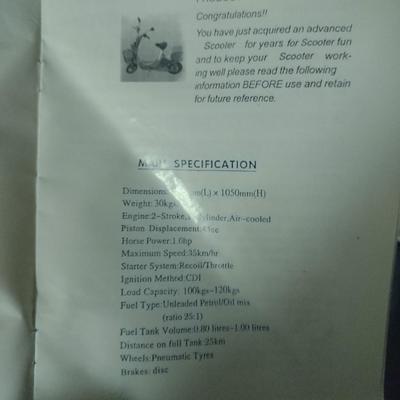 Congratulations!!
You have just acquired an advanced
Scooter for years for Scooter fun
and to keep your Scooter work-
ing well please read the following
information BEFORE use and retain
for future reference.
MAIN SPECIFICATION
Dimensions: (L) × 1050mm(H)
Weight: 30kgs
Engine:2-Stroke, Cylinder,Air-cooled
Piston Displacement:
Horse Power:1.0hp
Maximum Speed:35km/hr
Starter System:Recoil/Throttle
Ignition Method:CDI
Load Capacity: 100kgs-120kgs
Fuel Type:Unleaded Petrol/Oil mix
(ratio 25:1)
Fuel Tank Volume:0.80 litres-1.00 litres
Distance on full Tank:25km
Wheels:Pneumatic Tyres
Brakes: disc